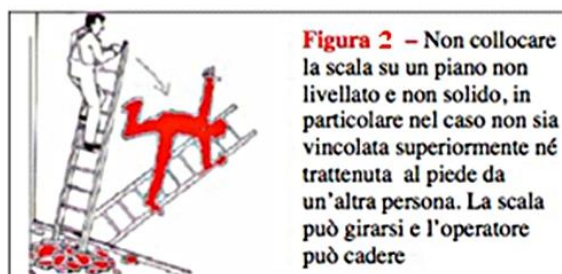 Figura 2 – Non collocare
la scala su un piano non
livellato e non solido, in
particolare nel caso non sia
vincolata superiormente né
trattenuta al piede da
un'altra persona. La scala
può girarsi e l'operatore
può cadere